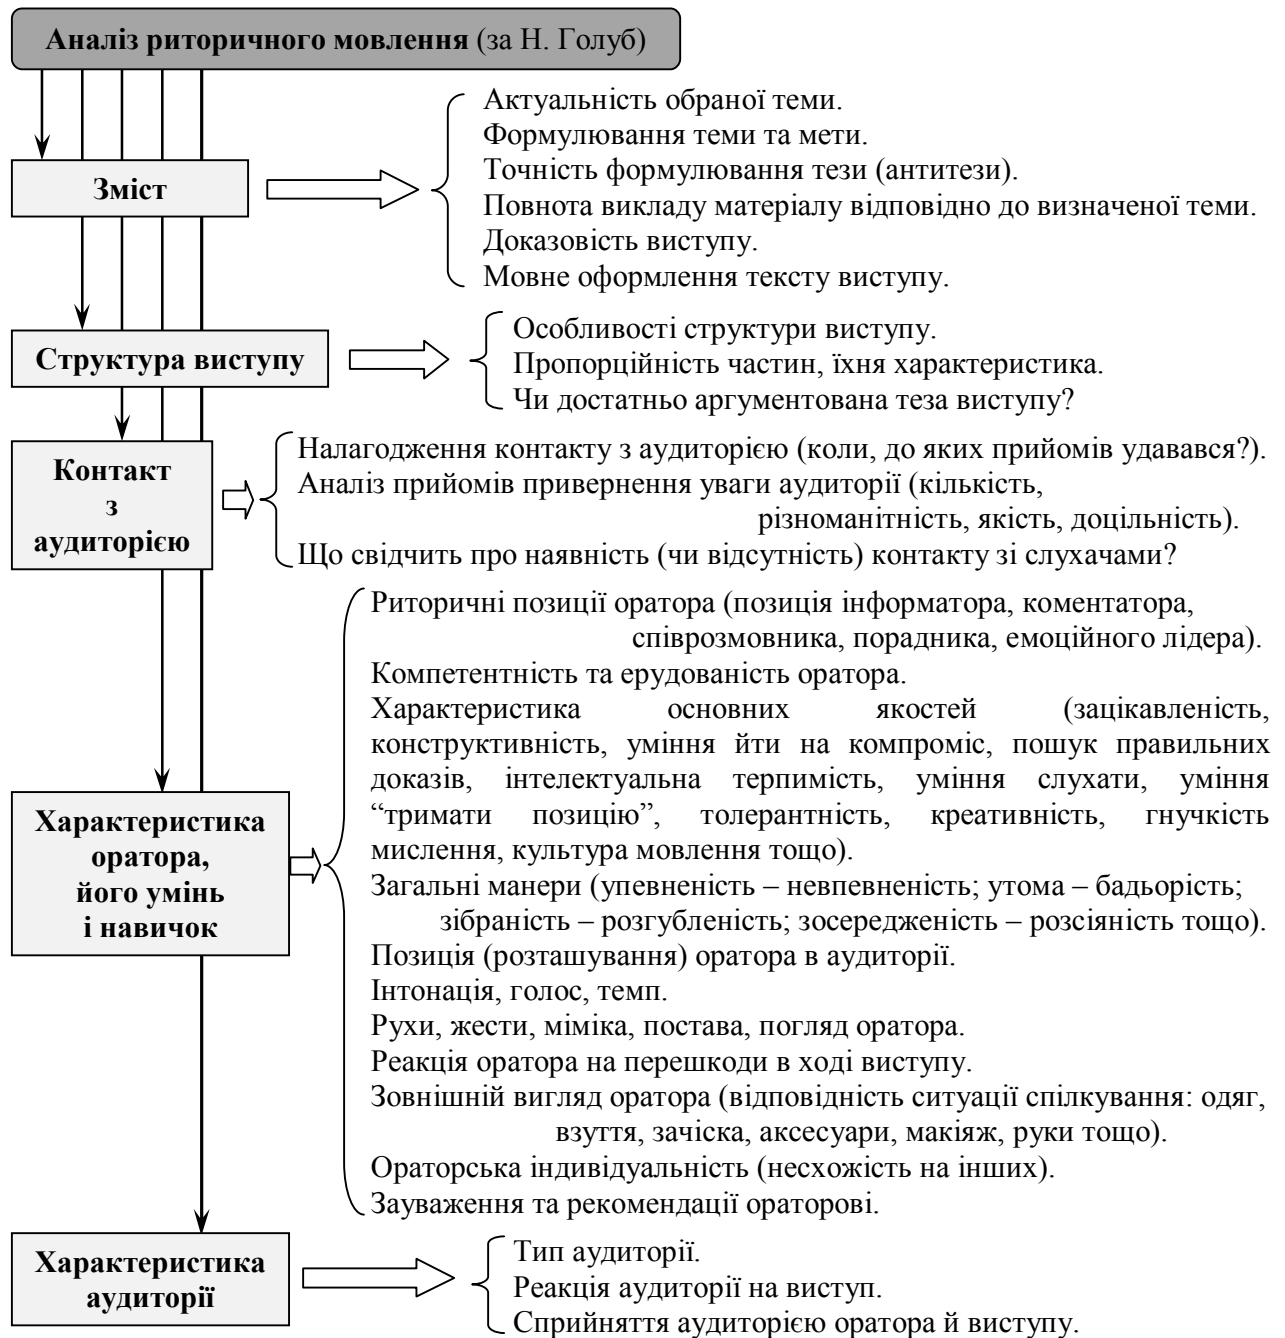 Аналіз риторичного мовлення (за Н. Голуб)
Зміст
Актуальність обраної теми.
Формулювання теми та мети.
Точність формулювання тези (антитези).
Повнота викладу матеріалу відповідно до визначеної теми.
Доказовість виступу.
Мовне оформлення тексту виступу.
Структура виступу
Особливості структури виступу.
Пропорційність частин, їхня характеристика.
Чи достатньо аргументована теза виступу?
Контакт
з
аудиторією
Налагодження контакту з аудиторією (коли, до яких прийомів удавався?).
Аналіз прийомів привернення уваги аудиторії (кількість,
різноманітність, якість, доцільність).
Що свідчить про наявність (чи відсутність) контакту зі слухачами?
Характеристика
оратора,
його умінь
і навичок
Риторичні позиції оратора (позиція інформатора, коментатора,
співрозмовника, порадника, емоційного лідера).
Компетентність та ерудованість оратора.
Характеристика основних якостей (зацікавленість,
конструктивність, уміння йти на компроміс, пошук правильних
доказів, інтелектуальна терпимість, уміння слухати, уміння
“тримати позицію”, толерантність, креативність, гнучкість
мислення, культура мовлення тощо).
Загальні манери (упевненість – невпевненість; утома – бадьорість;
зібраність – розгубленість; зосередженість – розсіяність тощо).
Позиція (розташування) оратора в аудиторії.
Інтонація, голос, темп.
Рухи, жести, міміка, постава, погляд оратора.
Реакція оратора на перешкоди в ході виступу.
Зовнішній вигляд оратора (відповідність ситуації спілкування: одяг,
взуття, зачіска, аксесуари, макіяж, руки тощо).
Ораторська індивідуальність (несхожість на інших).
Зауваження та рекомендації ораторові.
Характеристика
аудиторії
Тип аудиторії.
Реакція аудиторії на виступ.
Сприйняття аудиторією оратора й виступу.